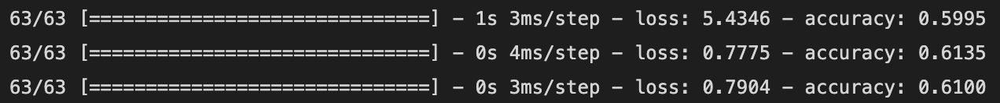 63/63 [==============================] - 1s 3ms/step - loss: 5.4346 - accuracy: 0.5995
63/63 [==============================] - 0s 4ms/step - loss: 0.7775 - accuracy: 0.6135
63/63 [==============================] - 0s 3ms/step - loss: 0.7904 - accuracy: 0.6100